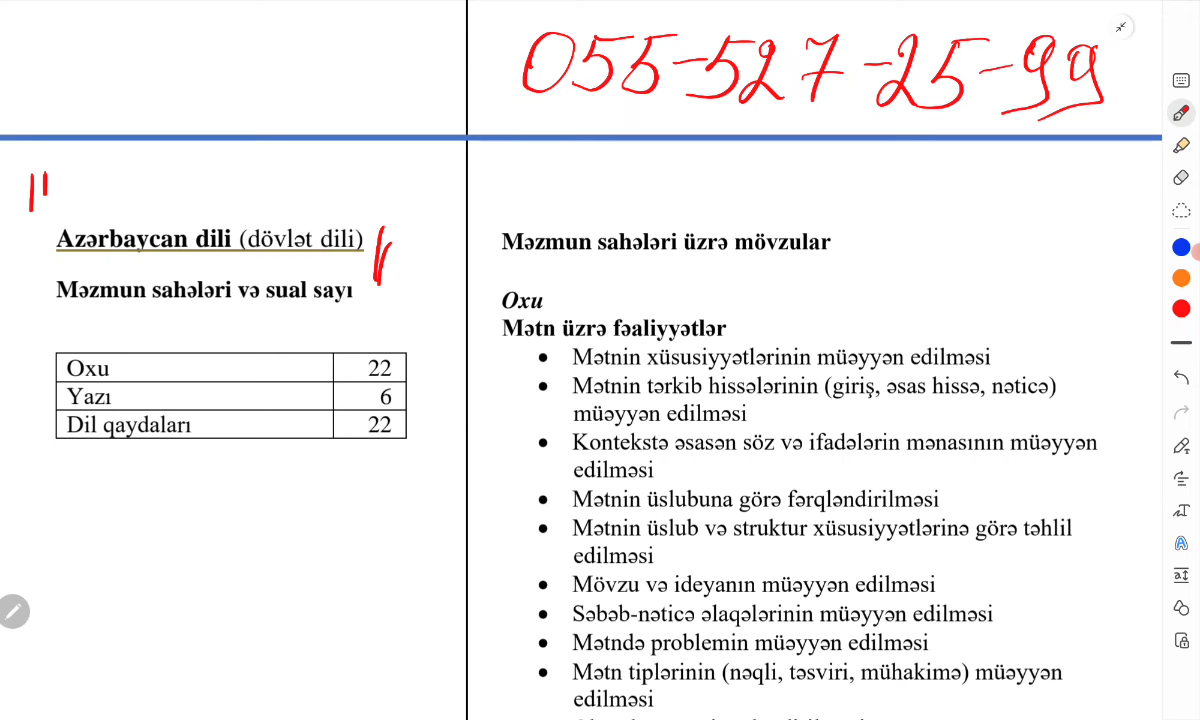 055-527-25-99
Azərbaycan dili (dövlət dili)
Məzmun sahələri və sual sayı
Oxu 22
Yazı 6
Dil qaydaları 22
Məzmun sahələri üzrə mövzular
Oxu
Mətn üzrə fəaliyyətlər
• Mətnin xüsusiyyətlərinin müəyyən edilməsi
• Mətnin tərkib hissələrinin (giriş, əsas hissə, nəticə)
müəyyən edilməsi
• Kontekstə əsasən söz və ifadələrin mənasının müəyyən
edilməsi
• Mətnin üslubuna görə fərqləndirilməsi
• Mətnin üslub və struktur xüsusiyyətlərinə görə təhlil
edilməsi
• Mövzu və ideyanın müəyyən edilməsi
• Səbəb-nəticə əlaqələrinin müəyyən edilməsi
• Mətndə problemin müəyyən edilməsi
• Mətn tiplərinin (nəqli, təsviri, mühakimə) müəyyən
edilməsi